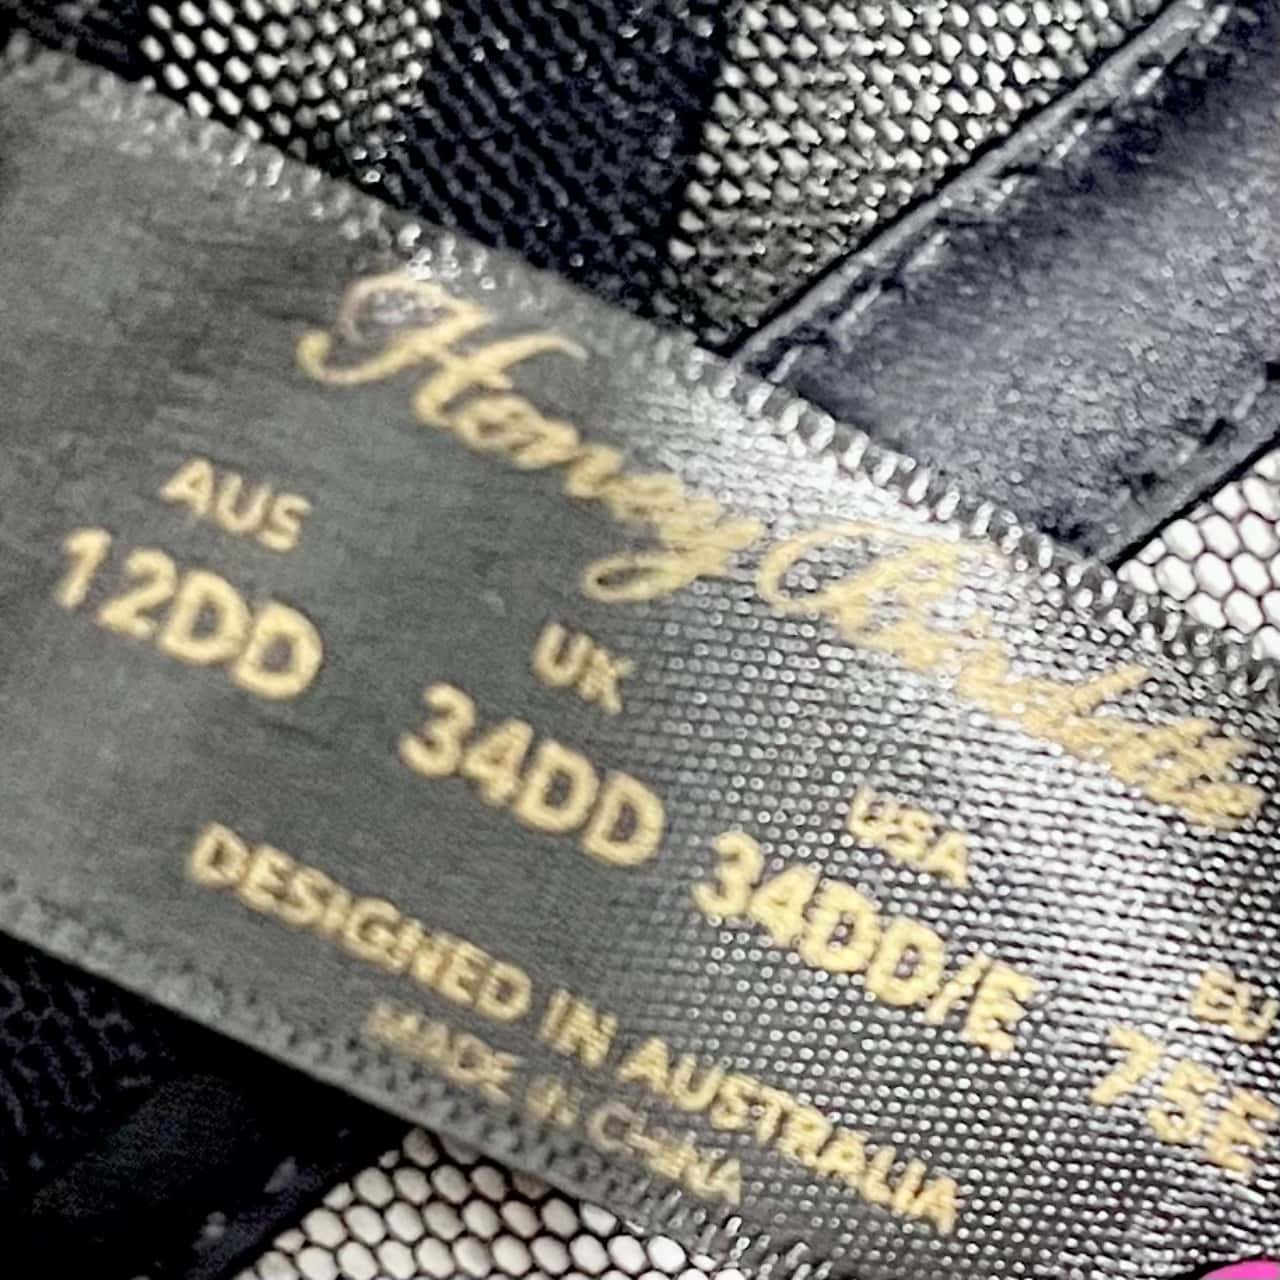 Honey Birdette
AUS UK USA EU
12DD 34DD 34DD/E 75E
DESIGNED IN AUSTRALIA
MADE IN CHINA